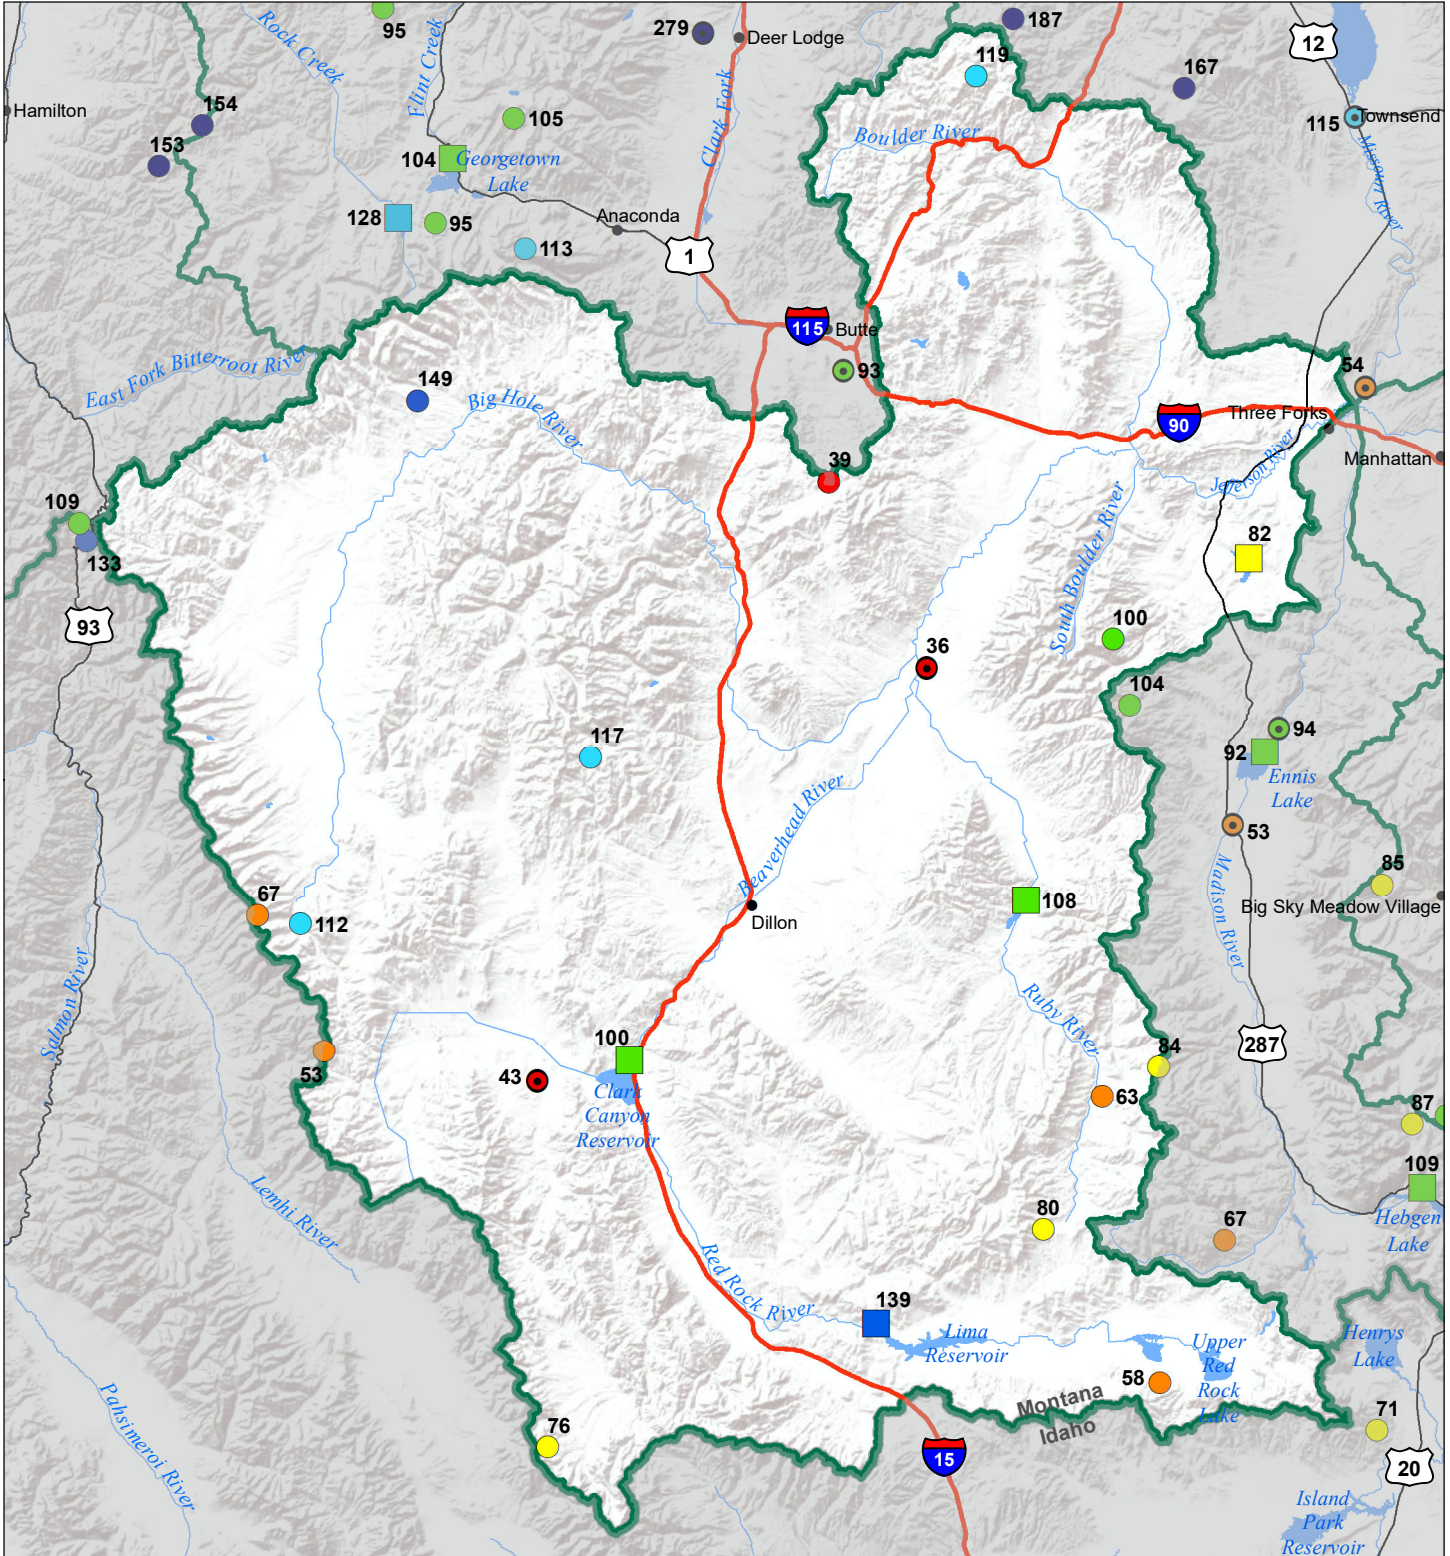 95
Rock Creek
Flint Creek
279
Deer Lodge
187
12
119
167
Hamilton
154
105
Clark Fork
Boulder River
115
Townsend
153
104
Georgetown
Lake
Missouri River
128
95
Anaconda
113
1
115
Butte
East Fork Bitterroot River
149
Big Hole River
93
54
90
Three Forks
Manhattan
39
Jefferson River
109
133
South Boulder River
82
93
36
100
104
117
94
92
Ennis
Lake
Beaverhead River
53
Madison River
85
67
112
Dillon
108
Big Sky Meadow Village
Salmon River
Ruby River
53
100
43
Clark
Canyon
Reservoir
84
63
287
87
109
Lemhi River
80
67
Hebgen
Lake
Red Rock River
139
Lima
Reservoir
Upper
Red
Rock
Lake
Henrys
Lake
58
Montana
Idaho
Pahsimeroi River
76
71
15
20
Island
Park
Reservoir